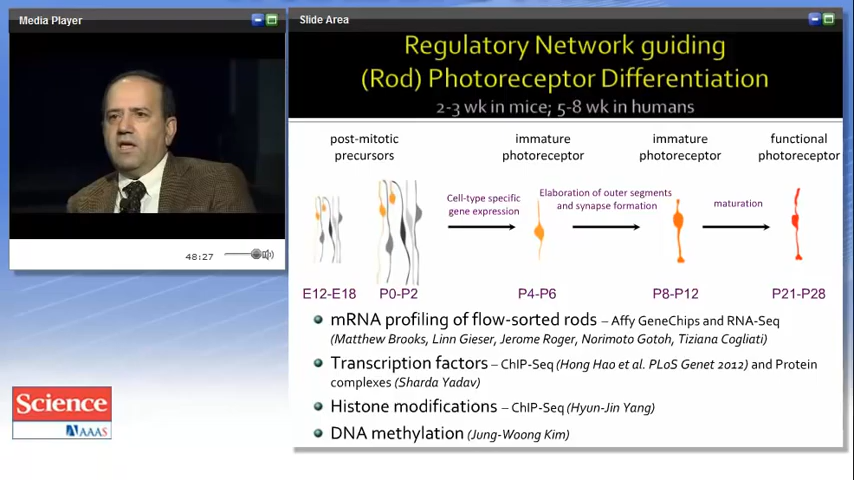 Media Player
48:27
Science
AAAS
Slide Area
Regulatory Network guiding
(Rod) Photoreceptor Differentiation
2-3 wk in mice; 5-8 wk in humans
post-mitotic
precursors
immature
photoreceptor
immature
photoreceptor
functional
photoreceptor
Cell-type specific
gene expression
Elaboration of outer segments
and synapse formation
maturation
E12-E18
P0-P2
P4-P6
P8-P12
P21-P28
mRNA profiling of flow-sorted rods – Affy GeneChips and RNA-Seq
(Matthew Brooks, Linn Gieser, Jerome Roger, Norimoto Gotoh, Tiziana Cogliati)
Transcription factors – ChIP-Seq (Hong Hao et al. PLoS Genet 2012) and Protein
complexes (Sharda Yadav)
Histone modifications – ChIP-Seq (Hyun-Jin Yang)
DNA methylation (Jung-Woong Kim)